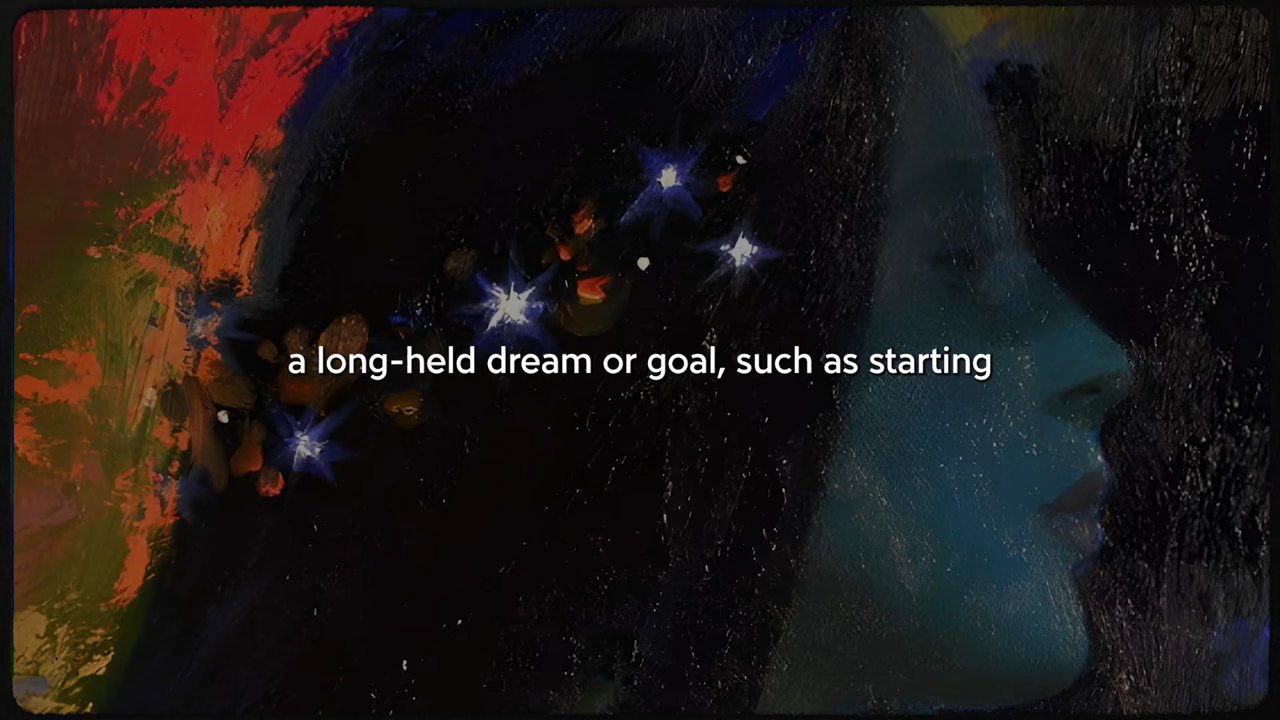 a long-held dream or goal, such as starting